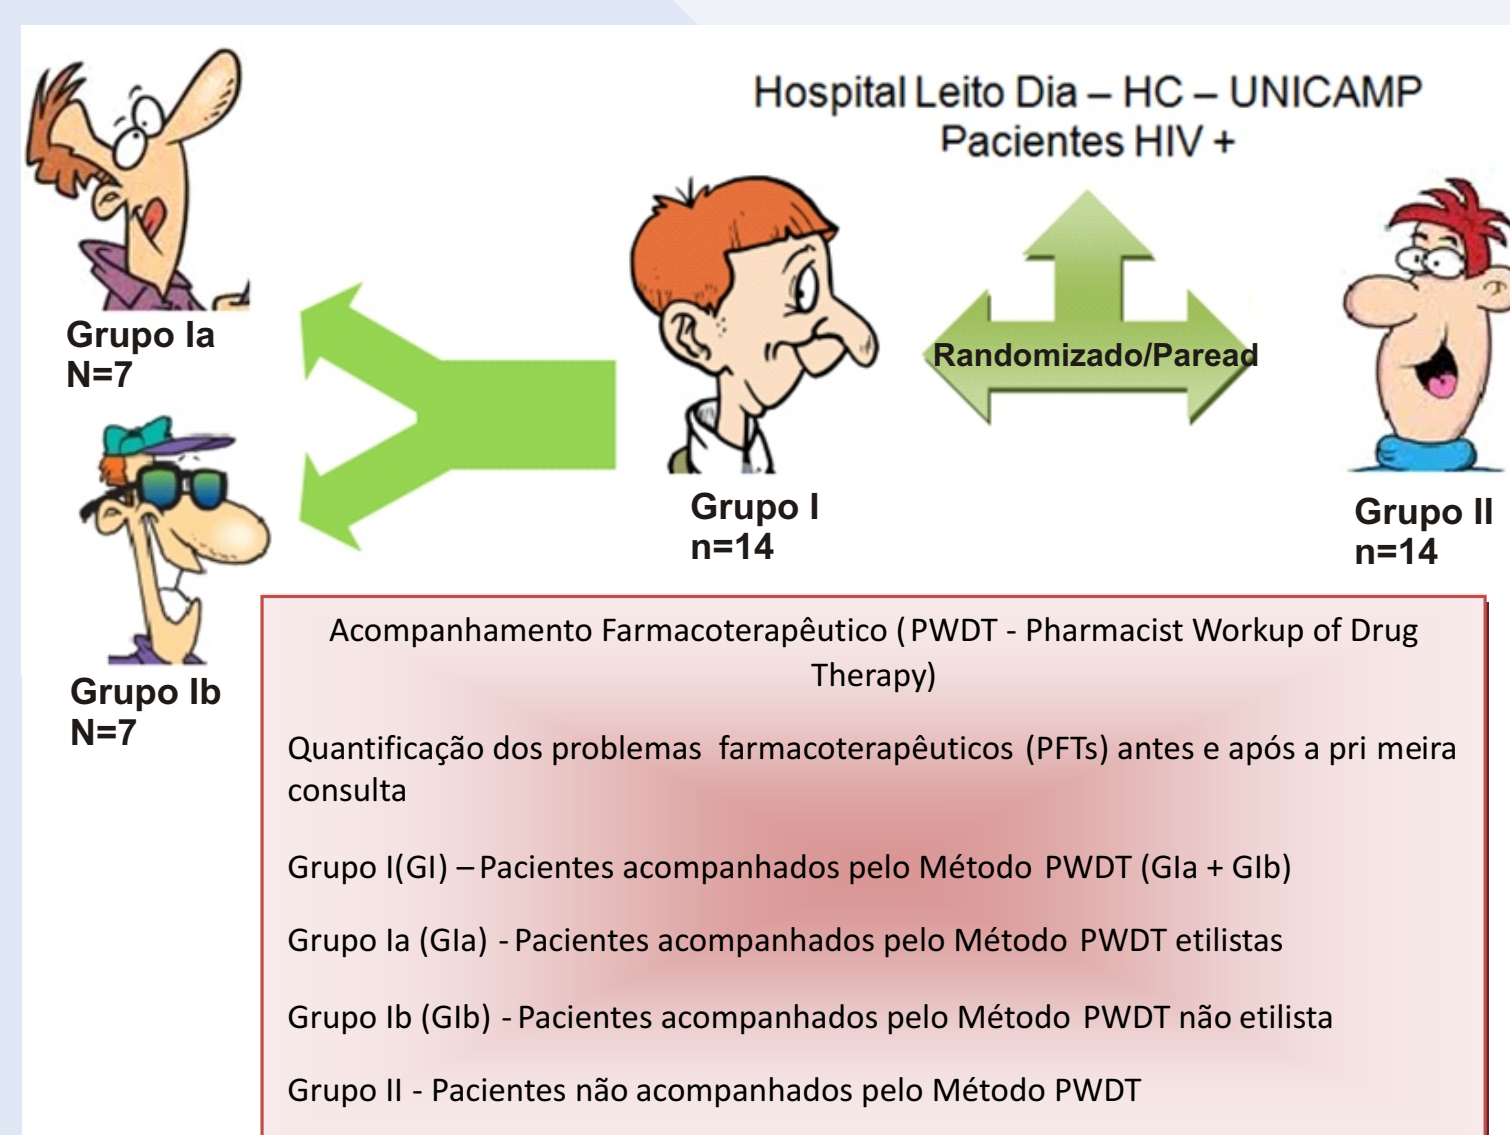 Hospital Leito Dia – HC – UNICAMP
Pacientes HIV +
Grupo Ia
N=7
Randomizado/Paread
Grupo I
n=14
Grupo II
n=14
Grupo Ib
N=7
Acompanhamento Farmacoterapêutico (PWDT - Pharmacist Workup of Drug
Therapy)
Quantificação dos problemas farmacoterapêuticos (PFTs) antes e após a pri meira
consulta
Grupo I(GI) – Pacientes acompanhados pelo Método PWDT (GIa + GIb)
Grupo Ia (GIa) - Pacientes acompanhados pelo Método PWDT etilistas
Grupo Ib (GIb) - Pacientes acompanhados pelo Método PWDT não etilista
Grupo II - Pacientes não acompanhados pelo Método PWDT